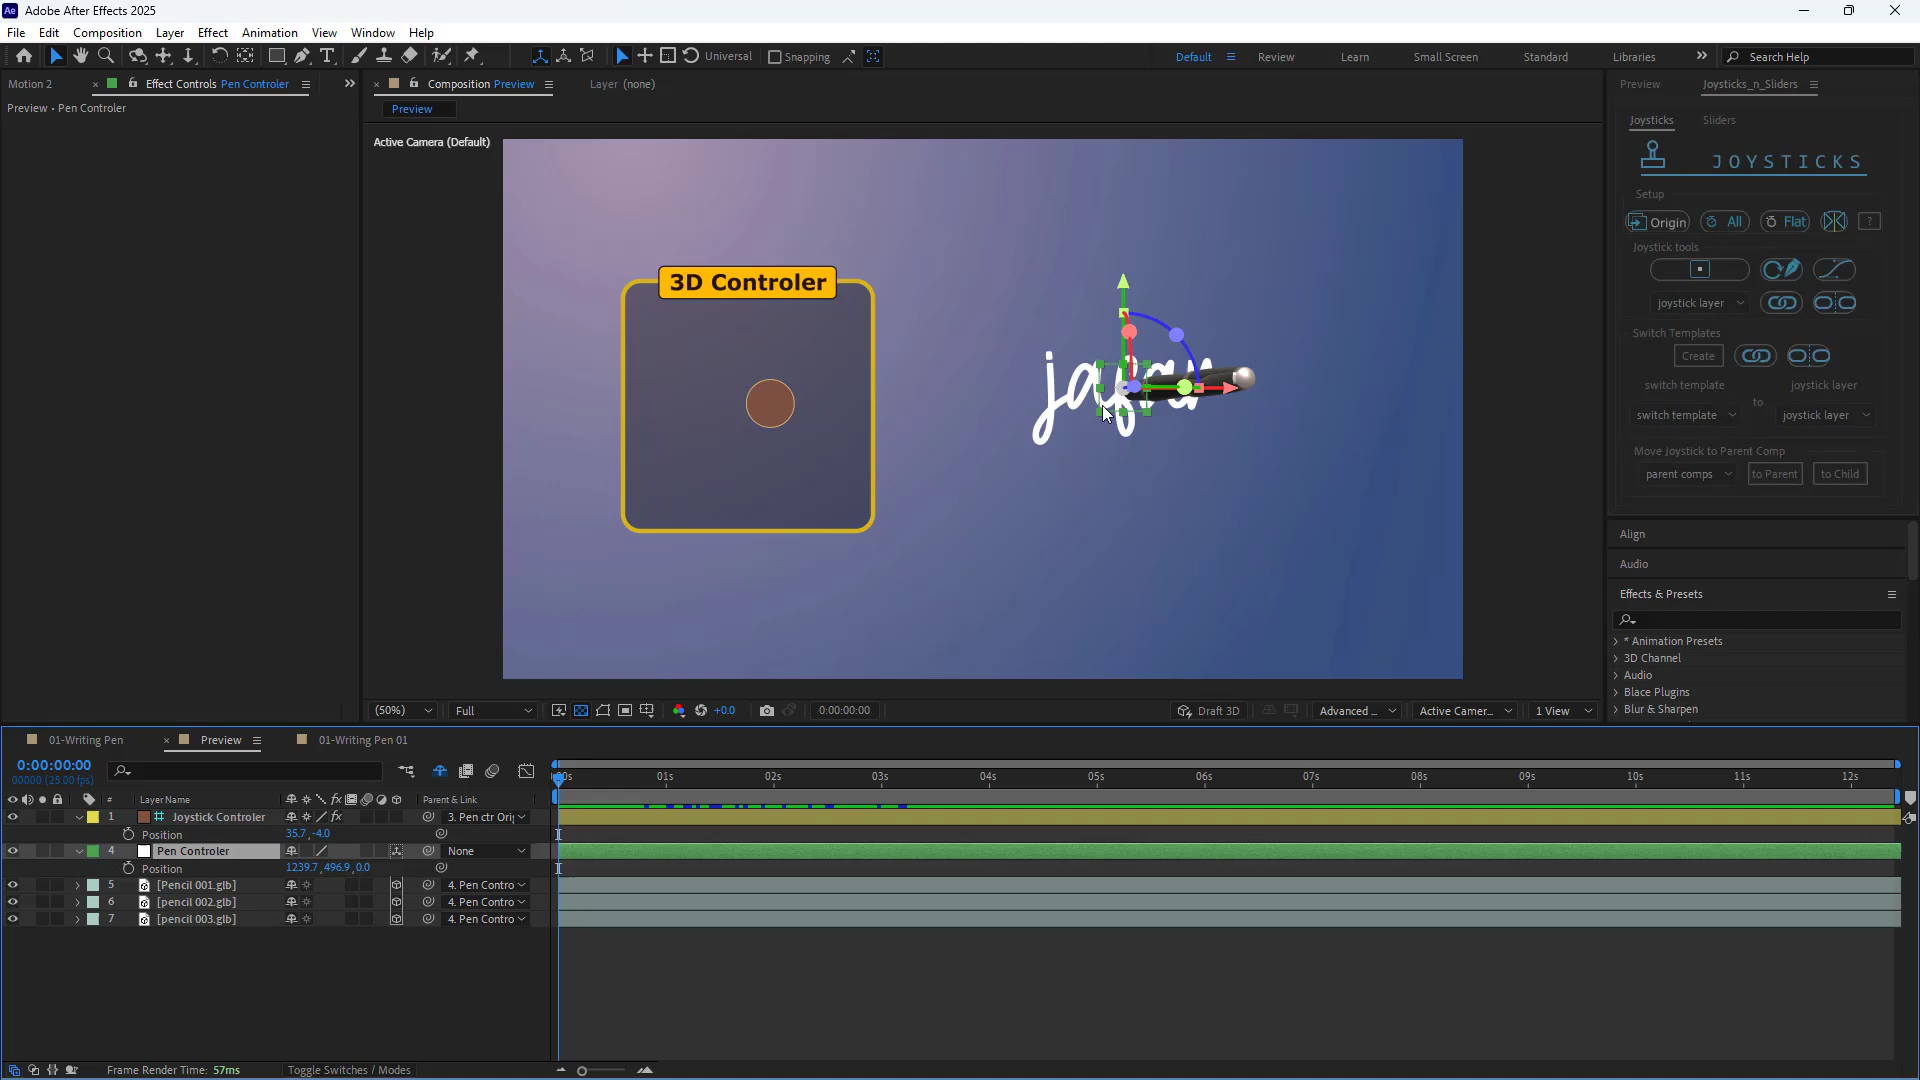 Adobe After Effects 2025
File Edit Composition Layer Effect Animation View Window Help
Universal Snapping Default Review Learn Small Screen Standard Libraries Search Help
Motion 2 Effect Controls Pen Controler Composition Preview Layer (none) Preview Joysticks_n_Sliders
Preview • Pen Controler
Preview
Joysticks Sliders
Active Camera (Default)
JOYSTICKS
Setup
Origin All Flat ?
Joystick tools
3D Controler
joystick layer
Switch Templates
Create
switch template joystick layer
to
switch template joystick layer
Move Joystick to Parent Comp
parent comps to Parent to Child
Align
Audio
Effects & Presets
* Animation Presets
3D Channel
Audio
Blace Plugins
Blur & Sharpen
(50%) Full +0.0 0:00:00:00 Draft 3D Advanced ... Active Camer... 1 View
01-Writing Pen Preview 01-Writing Pen 01
0:00:00:00
00000 (25.00 fps)
01s 02s 03s 04s 05s 06s 07s 08s 09s 10s 11s 12s
# Layer Name Parent & Link
1 Joystick Controler 3. Pen ctr Ori
Position 35.7, -4.0
4 Pen Controler None
Position 1239.7, 496.9, 0.0
5 [Pencil 001.glb] 4. Pen Contro
6 [pencil 002.glb] 4. Pen Contro
7 [pencil 003.glb] 4. Pen Contro
Frame Render Time: 57ms Toggle Switches / Modes